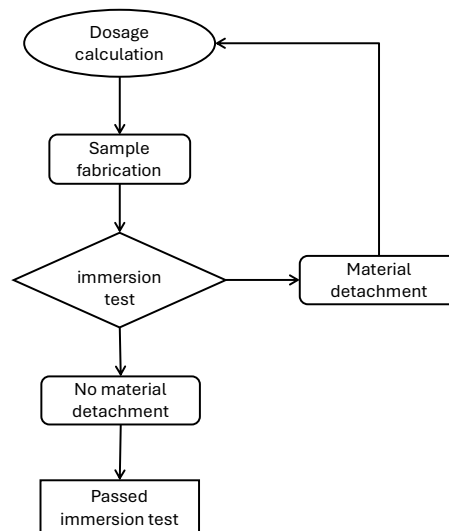 Dosage
calculation
Sample
fabrication
immersion
test
Material
detachment
No material
detachment
Passed
immersion test